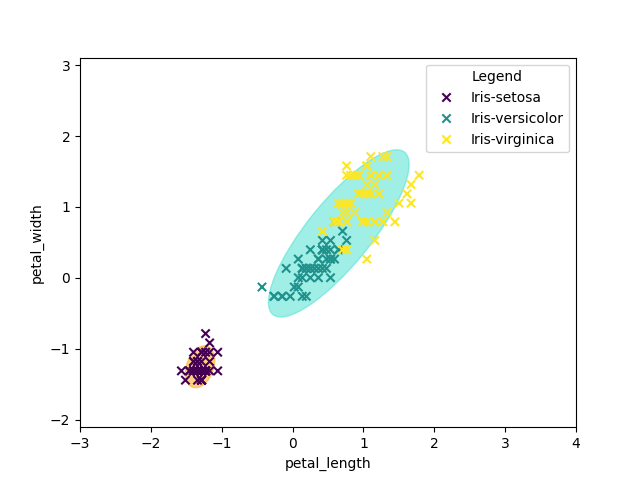 Legend
Iris-setosa
Iris-versicolor
Iris-virginica
3
2
1
0
−1
−2
petal_width
−3
−2
−1
0
1
2
3
4
petal_length